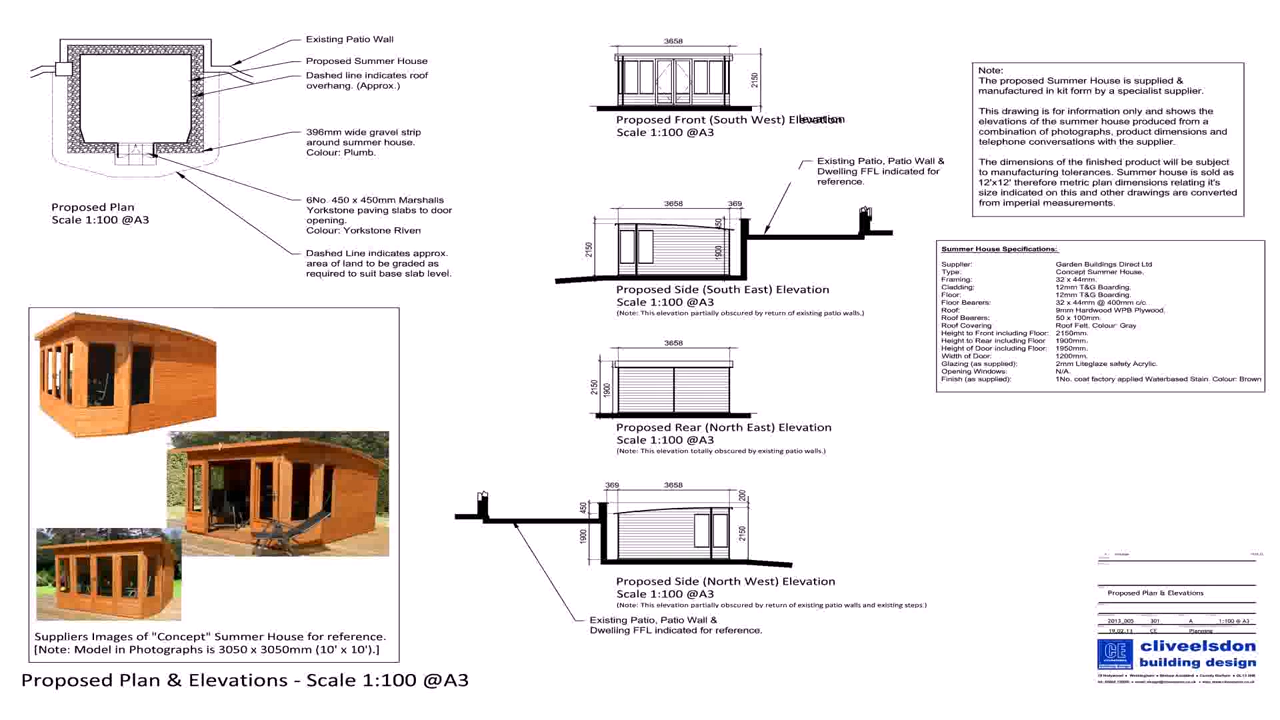 Existing Patio Wall
Proposed Summer House
Dashed line indicates roof
overhang. (Approx.)
396mm wide gravel strip
around summer house.
Colour: Plumb.
6No. 450 x 450mm Marshalls
Yorkstone paving slabs to door
opening.
Colour: Yorkstone Riven
Dashed Line indicates approx.
area of land to be graded as
required to suit base slab level.
Proposed Plan
Scale 1:100 @A3
Suppliers Images of "Concept" Summer House for reference.
[Note: Model in Photographs is 3050 x 3050mm (10' x 10').]
Proposed Plan & Elevations - Scale 1:100 @A3
3658
2150
Proposed Front (South West) Elevation
Scale 1:100 @A3
Existing Patio, Patio Wall &
Dwelling FFL indicated for
reference.
3658
369
450
2150
1900
Proposed Side (South East) Elevation
Scale 1:100 @A3
(Note: This elevation partially obscured by return of existing patio walls.)
3658
2150
1900
Proposed Rear (North East) Elevation
Scale 1:100 @A3
(Note: This elevation totally obscured by existing patio walls.)
369
3658
450
200
1900
2150
Proposed Side (North West) Elevation
Scale 1:100 @A3
(Note: This elevation partially obscured by return of existing patio walls and existing steps.)
Existing Patio, Patio Wall &
Dwelling FFL indicated for reference.
Note:
The proposed Summer House is supplied &
manufactured in kit form by a specialist supplier.
This drawing is for information only and shows the
elevations of the summer house produced from a
combination of photographs, product dimensions and
telephone conversations with the supplier.
The dimensions of the finished product will be subject
to manufacturing tolerances. Summer house is sold as
12'x12' therefore metric plan dimensions relating it's
size indicated on this and other drawings are converted
from imperial measurements.
Summer House Specifications:
Supplier: Garden Buildings Direct Ltd
Type: Concept Summer House,
Framing: 32 x 44mm.
Cladding: 12mm T&G Boarding.
Floor: 12mm T&G Boarding.
Floor Bearers: 32 x 44mm @ 400mm c/c.
Roof: 9mm Hardwood WPB Plywood.
Roof Bearers: 50 x 100mm.
Roof Covering Roof Felt. Colour: Gray
Height to Front including Floor: 2150mm.
Height to Rear including Floor 1900mm.
Height of Door including Floor: 1950mm.
Width of Door: 1200mm.
Glazing (as supplied): 2mm Liteglaze safety Acrylic.
Opening Windows: N/A.
Finish (as supplied): 1No. coat factory applied Waterbased Stain. Colour: Brown
Proposed Plan & Elevations
2013_005 301 A 1:100 @ A3
19.02.13 CE Planning
CE
cliveelsdon
building design